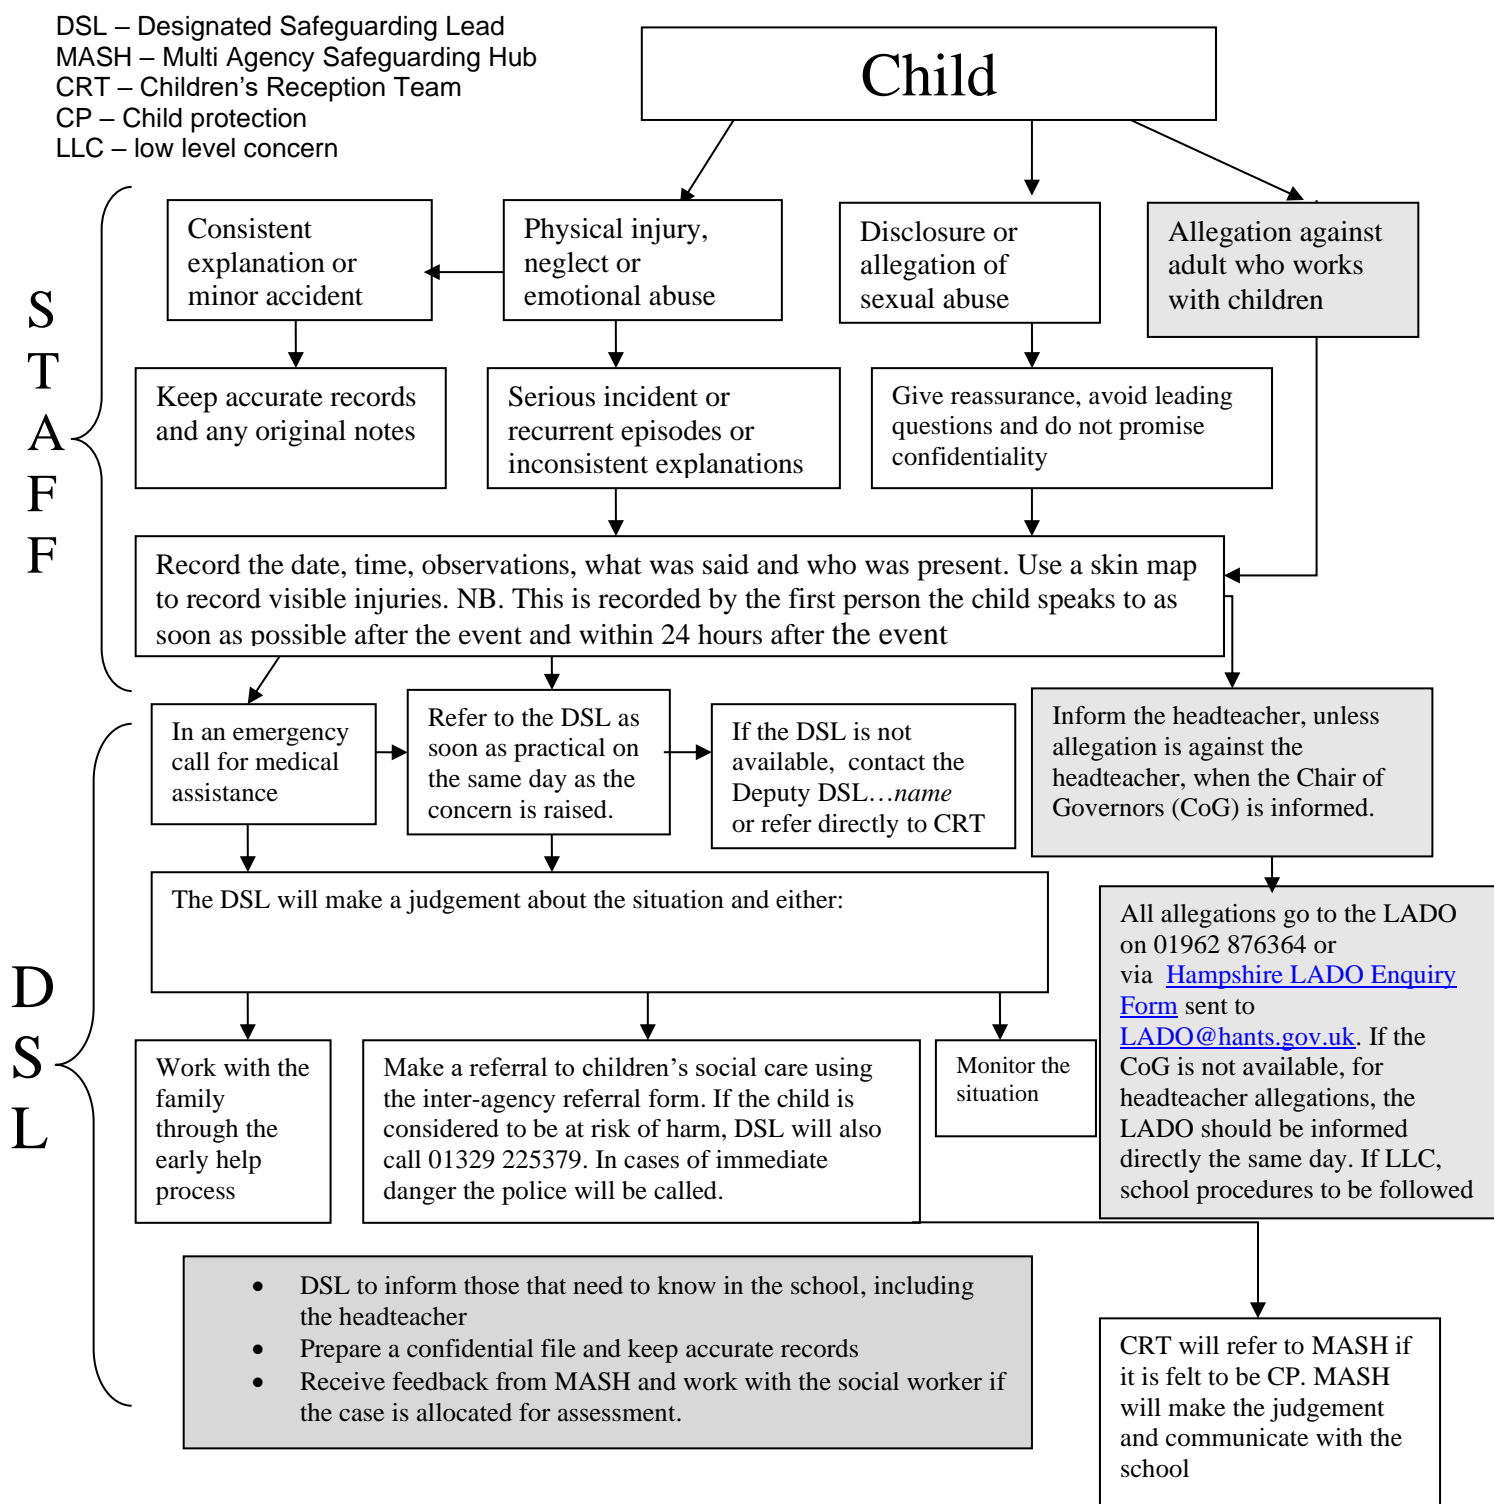 DSL – Designated Safeguarding Lead
MASH – Multi Agency Safeguarding Hub
CRT – Children's Reception Team
CP – Child protection
LLC – low level concern
Child
STAFF
Consistent
explanation or
minor accident
Physical injury,
neglect or
emotional abuse
Disclosure or
allegation of
sexual abuse
Allegation against
adult who works
with children
Keep accurate records
and any original notes
Serious incident or
recurrent episodes or
inconsistent explanations
Give reassurance, avoid leading
questions and do not promise
confidentiality
Record the date, time, observations, what was said and who was present. Use a skin map
to record visible injuries. NB. This is recorded by the first person the child speaks to as
soon as possible after the event and within 24 hours after the event
DSL
In an emergency
call for medical
assistance
Refer to the DSL as
soon as practical on
the same day as the
concern is raised.
If the DSL is not
available, contact the
Deputy DSL…name
or refer directly to CRT
Inform the headteacher, unless
allegation is against the
headteacher, when the Chair of
Governors (CoG) is informed.
The DSL will make a judgement about the situation and either:
All allegations go to the LADO
on 01962 876364 or
via Hampshire LADO Enquiry
Form sent to
LADO@hants.gov.uk. If the
CoG is not available, for
headteacher allegations, the
LADO should be informed
directly the same day. If LLC,
school procedures to be followed
Work with the
family
through the
early help
process
Make a referral to children's social care using
the inter-agency referral form. If the child is
considered to be at risk of harm, DSL will also
call 01329 225379. In cases of immediate
danger the police will be called.
Monitor the
situation
• DSL to inform those that need to know in the school, including
the headteacher
• Prepare a confidential file and keep accurate records
• Receive feedback from MASH and work with the social worker if
the case is allocated for assessment.
CRT will refer to MASH if
it is felt to be CP. MASH
will make the judgement
and communicate with the
school